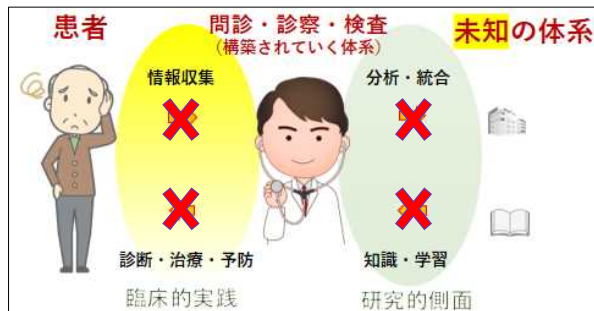 患者
問診・診察・検査
(構築されていく体系)
未知の体系
情報収集
分析・統合
診断・治療・予防
知識・学習
臨床的実践
研究的側面